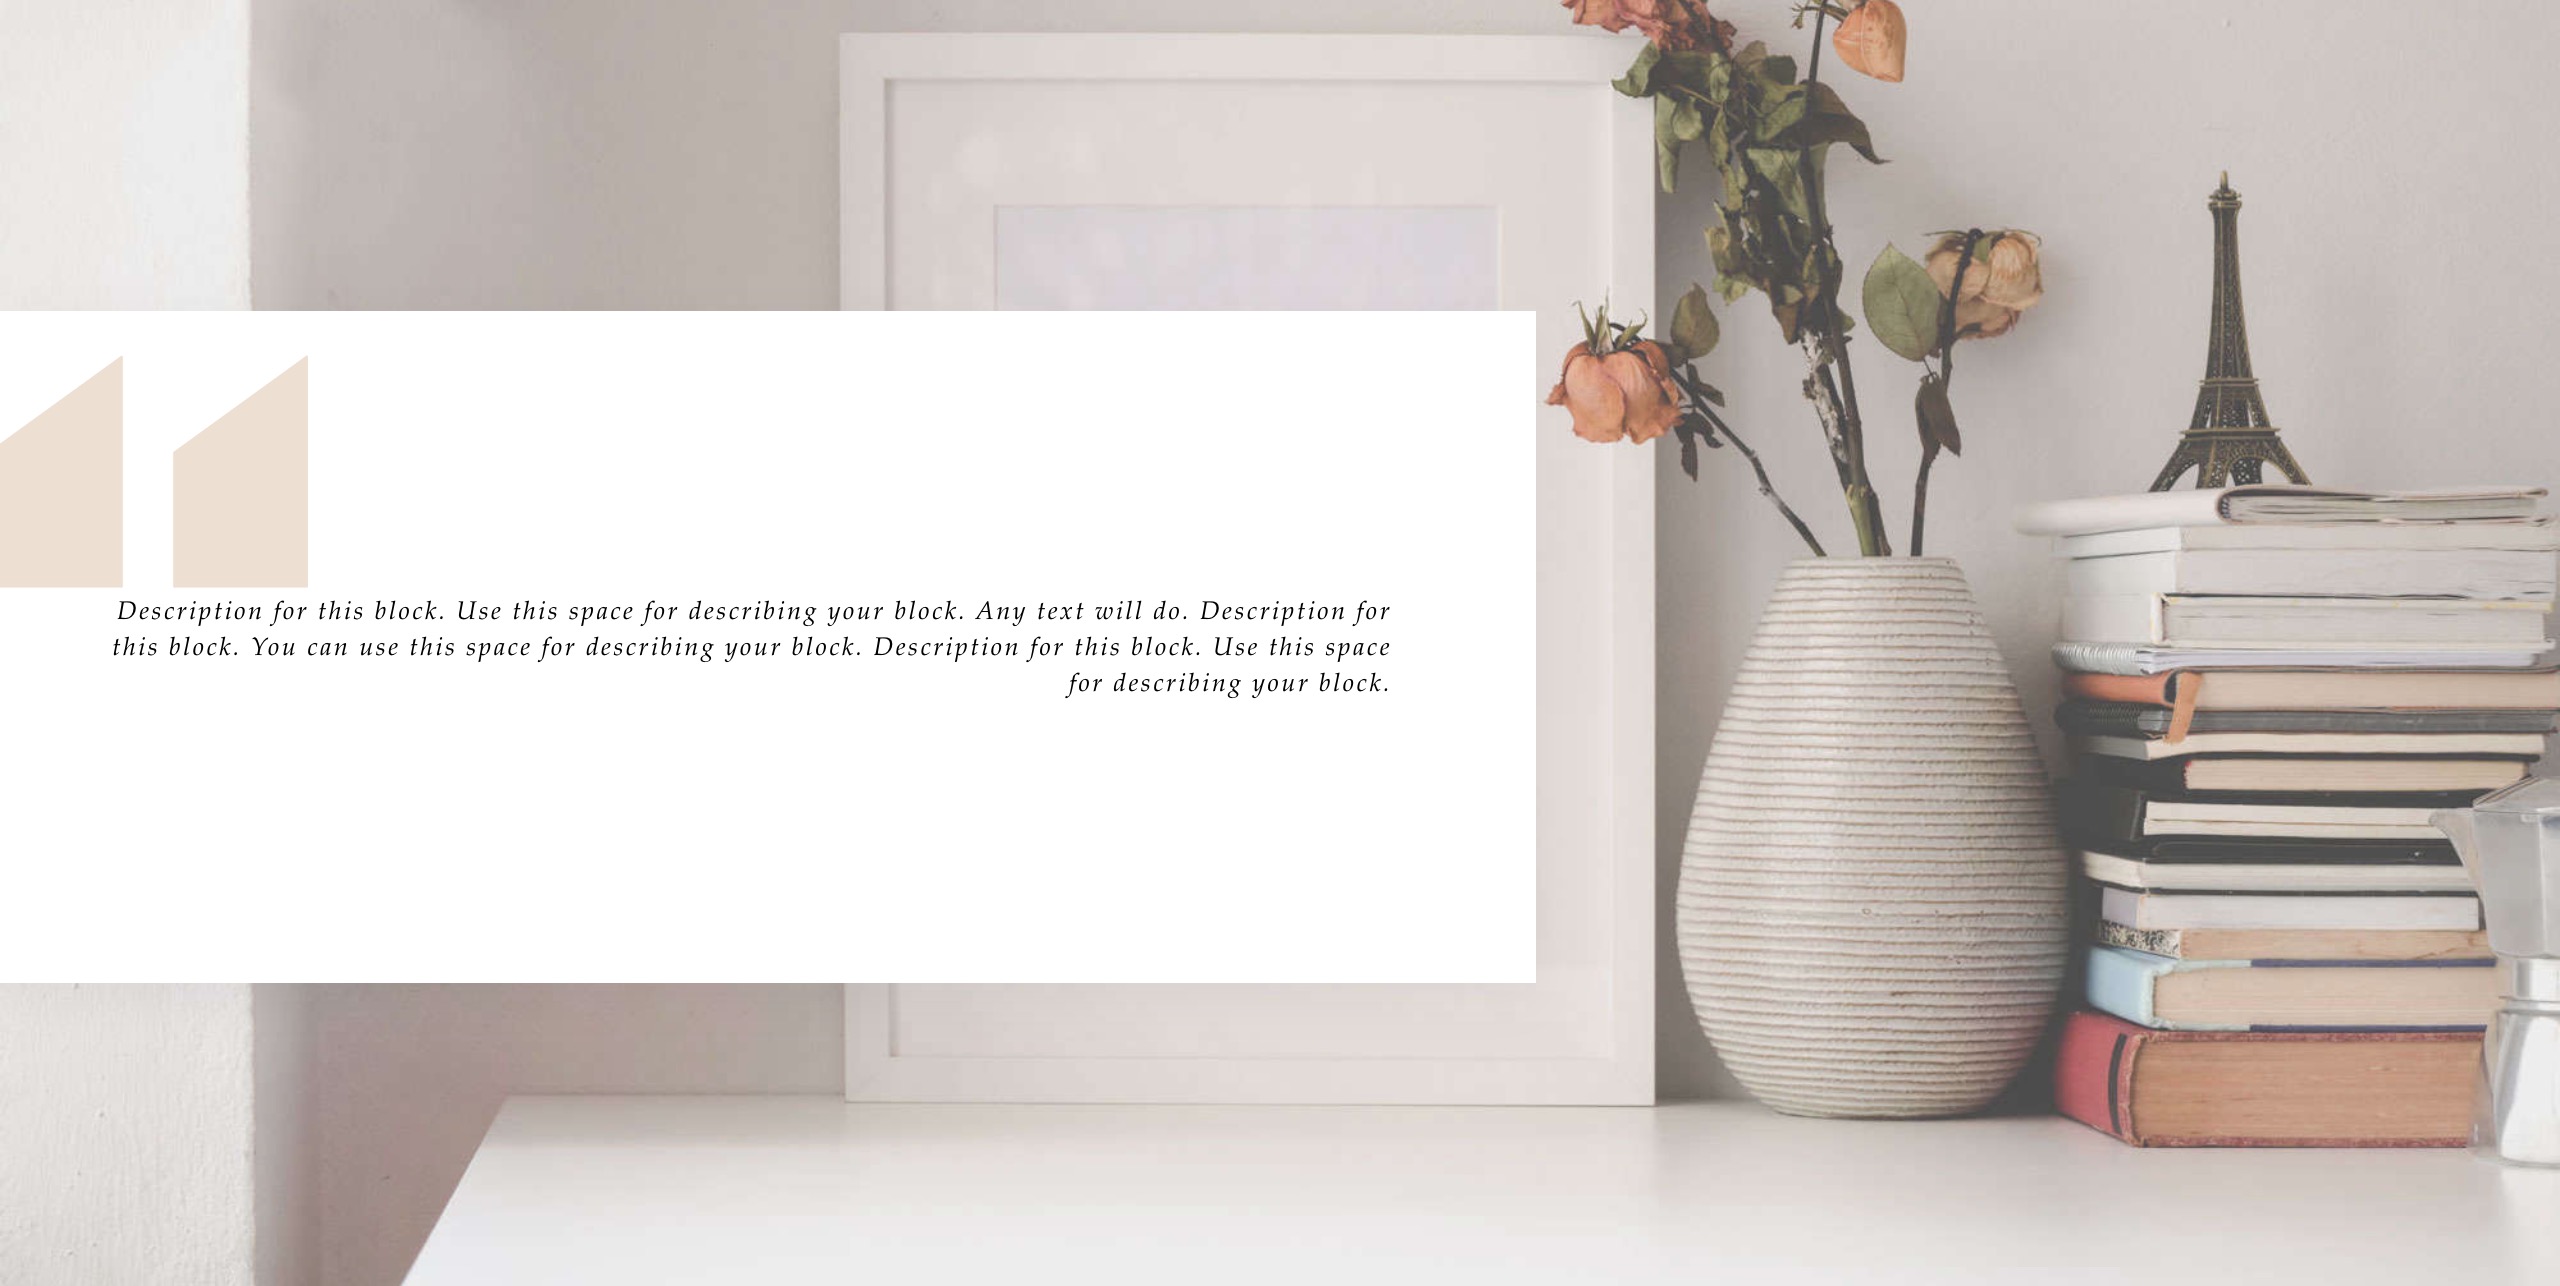 Description for this block. Use this space for describing your block. Any text will do. Description for
this block. You can use this space for describing your block. Description for this block. Use this space
for describing your block.